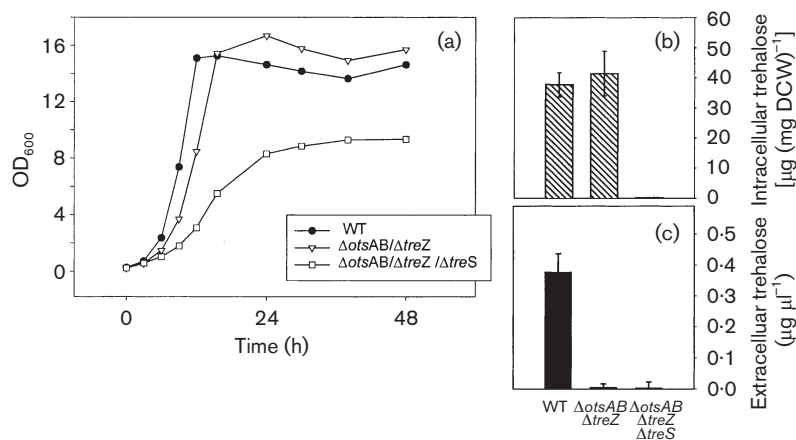 (a)
16
12
8
4
0
OD₆₀₀
0
24
48
Time (h)
WT
ΔotsAB/ΔtreZ
ΔotsAB/ΔtreZ /ΔtreS
(b)
60
50
40
30
20
10
0
Intracellular trehalose
[µg (mg DCW)⁻¹]
(c)
0·5
0·4
0·3
0·2
0·1
0·0
Extracelluar trehalose
(µg µl⁻¹)
WT
ΔotsAB
ΔtreZ
ΔotsAB
ΔtreZ
ΔtreS